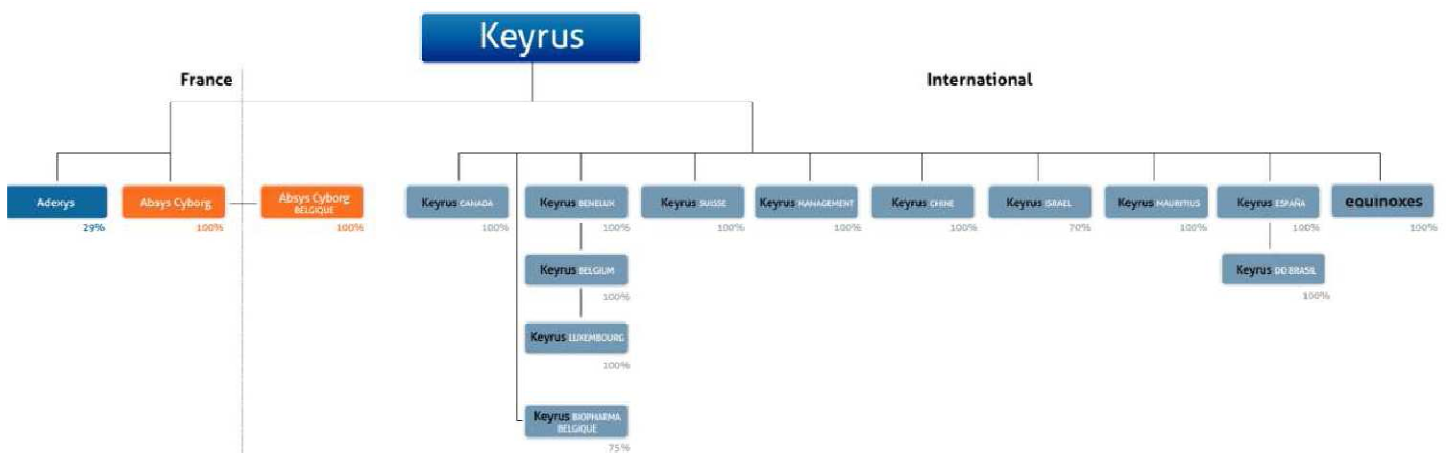 Keyrus
France
International
Adexys
29%
Absys Cyborg
100%
Absys Cyborg
BELGIQUE
100%
Keyrus CANADA
100%
Keyrus BENELUX
100%
Keyrus SUISSE
100%
Keyrus MANAGEMENT
100%
Keyrus CHINE
100%
Keyrus ISRAEL
70%
Keyrus MAURITIUS
100%
Keyrus ESPAÑA
100%
equinoxes
100%
Keyrus BELGIUM
100%
Keyrus DO BRASIL
100%
Keyrus LUXEMBOURG
100%
Keyrus BIOPHARMA
BELGIQUE
75%